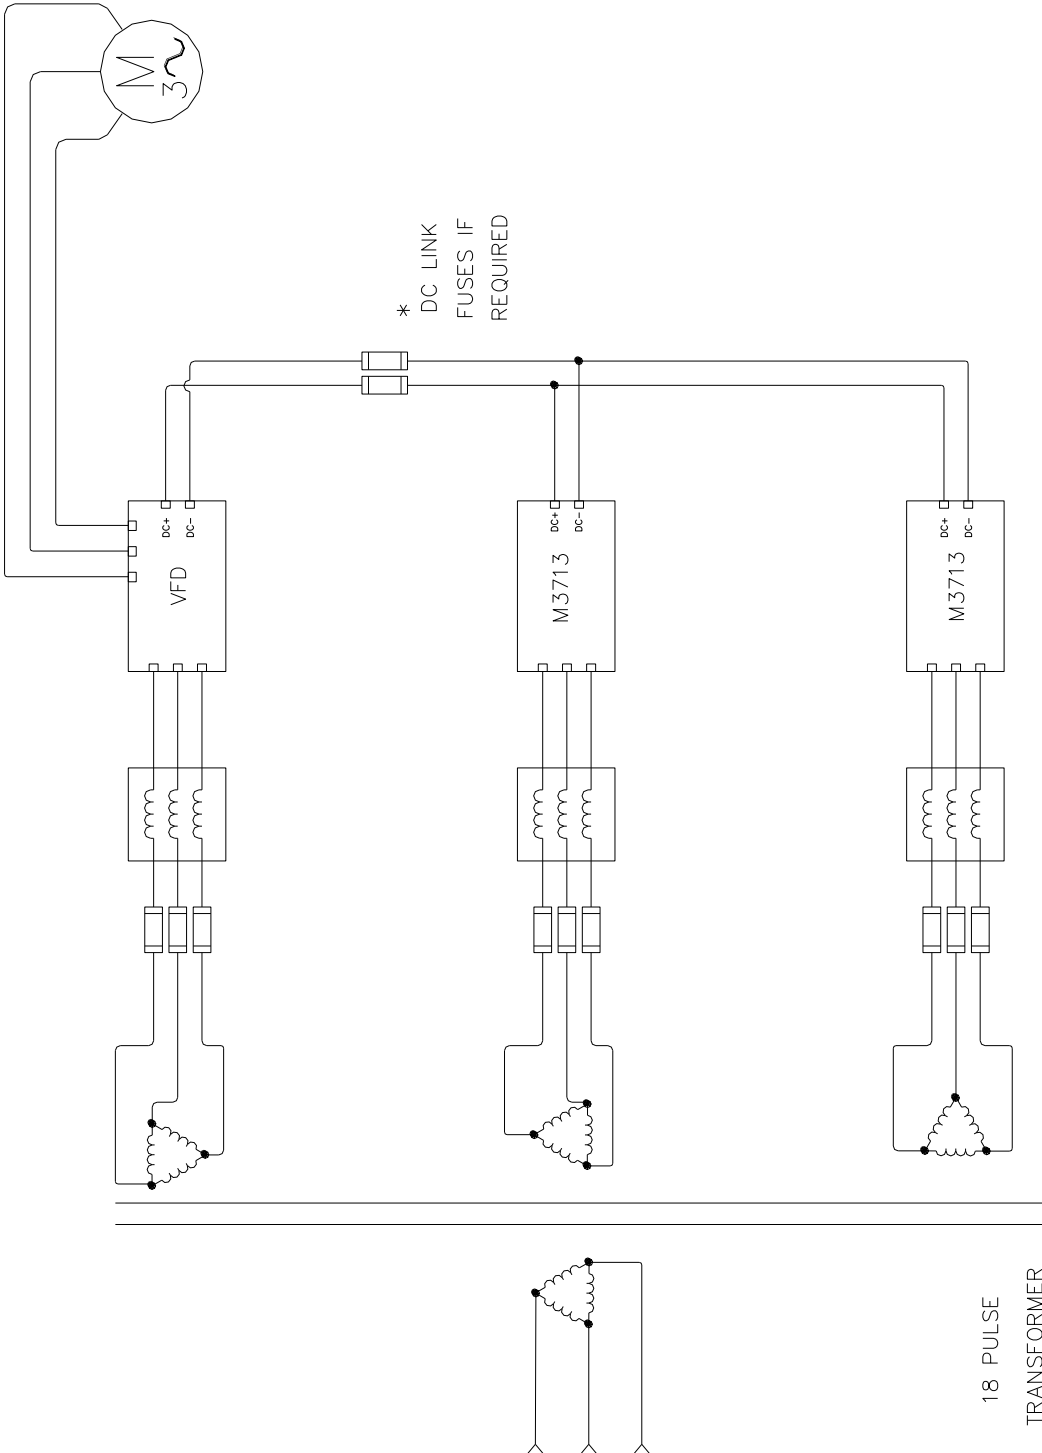 M
3
*
DC LINK
FUSES IF
REQUIRED
DC+
DC-
VFD
DC+
DC-
M3713
DC+
DC-
M3713
18 PULSE
TRANSFORMER